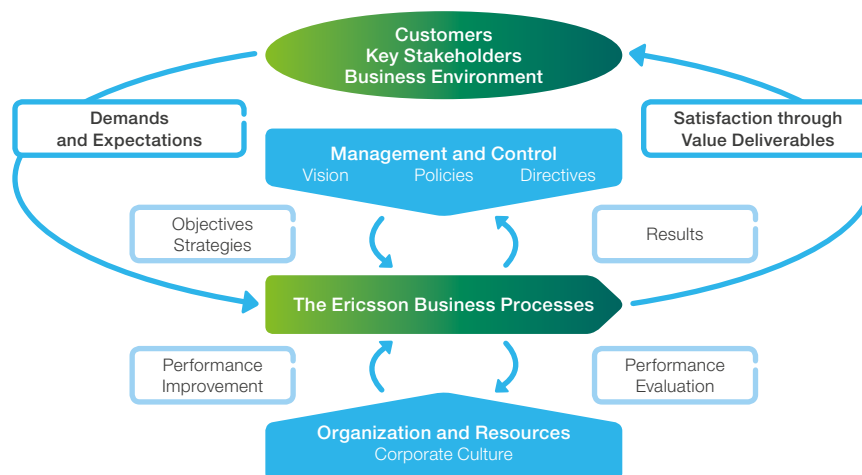 Customers
Key Stakeholders
Business Environment
Demands
and Expectations
Satisfaction through
Value Deliverables
Management and Control
Vision Policies Directives
Objectives
Strategies
Results
The Ericsson Business Processes
Performance
Improvement
Performance
Evaluation
Organization and Resources
Corporate Culture